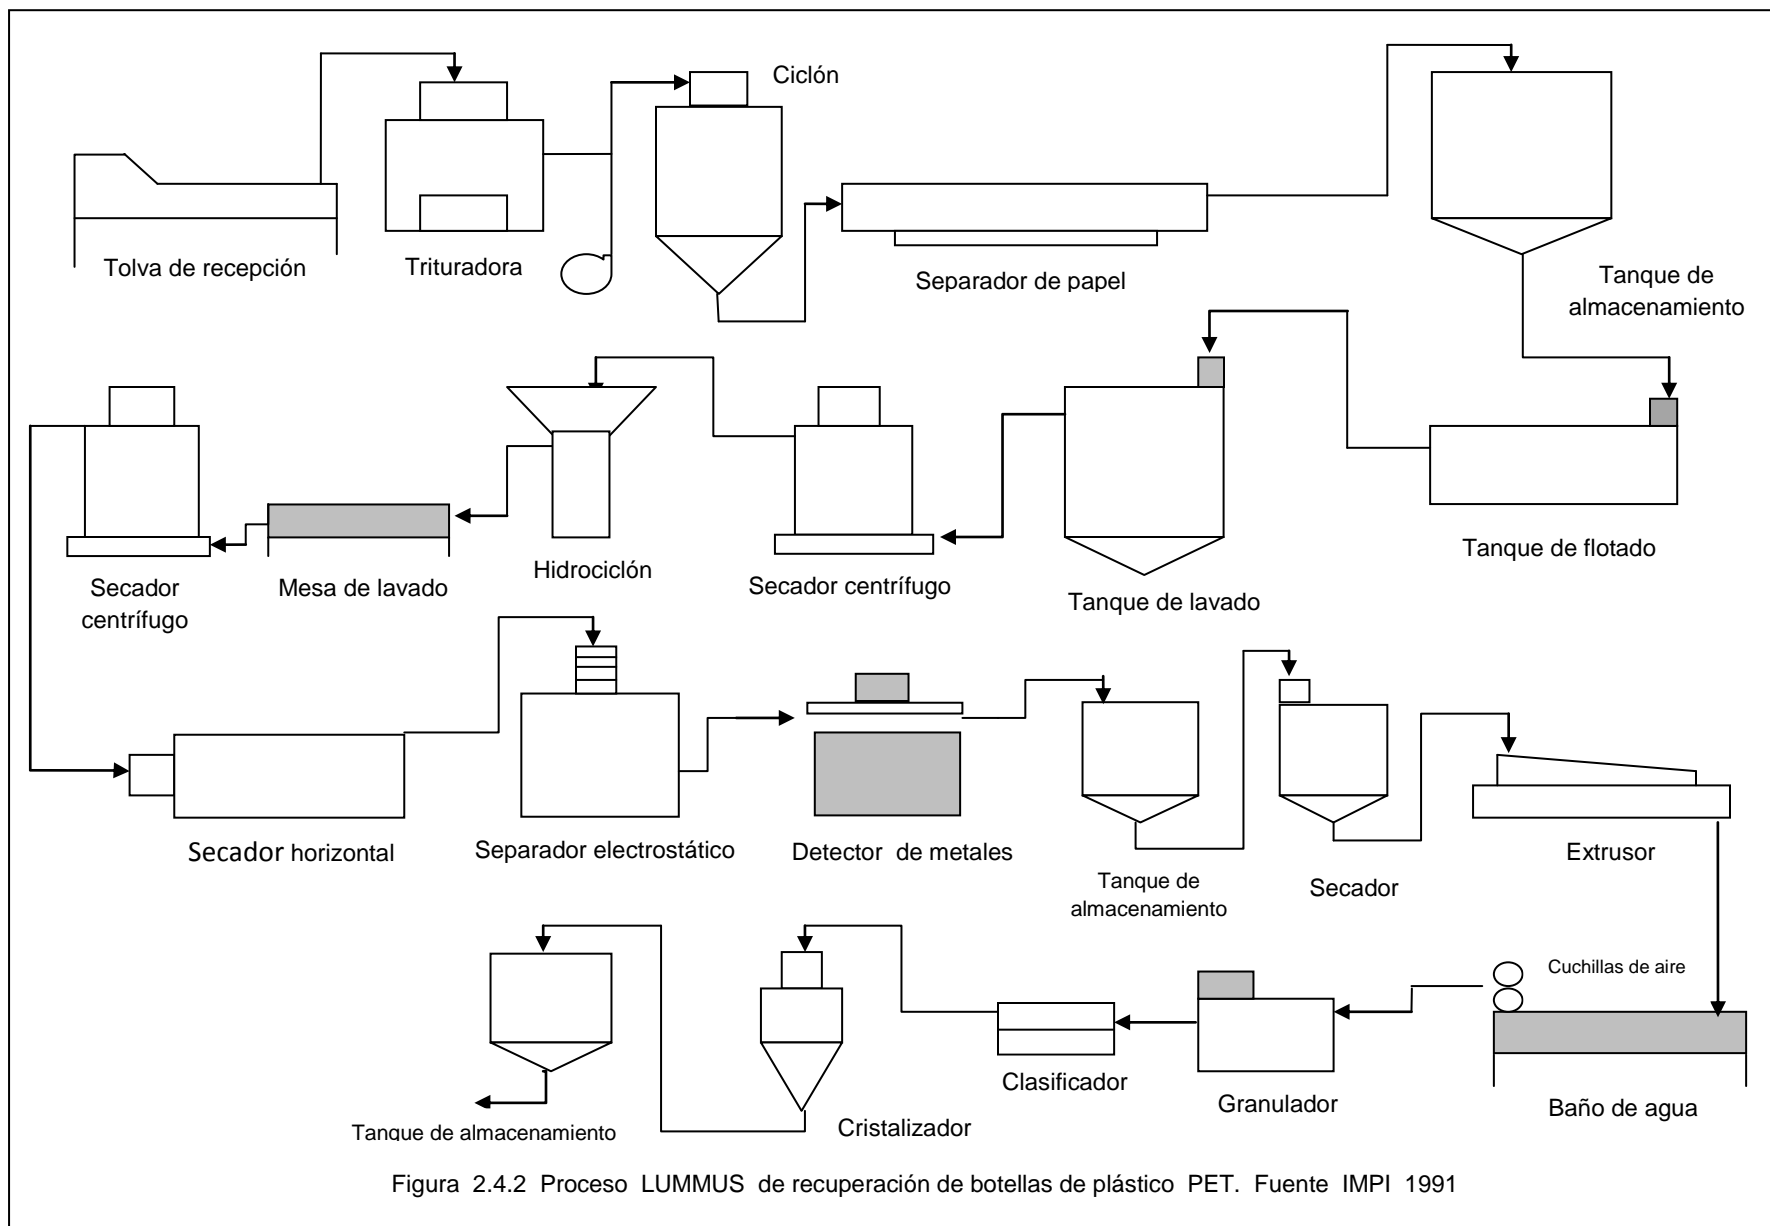 Ciclón
Tolva de recepción
Trituradora
Separador de papel
Tanque de
almacenamiento
Secador
centrífugo
Mesa de lavado
Hidrociclón
Secador centrífugo
Tanque de lavado
Tanque de flotado
Secador horizontal
Separador electrostático
Detector de metales
Tanque de
almacenamiento
Secador
Extrusor
Tanque de almacenamiento
Cristalizador
Clasificador
Granulador
Cuchillas de aire
Baño de agua
Figura 2.4.2 Proceso LUMMUS de recuperación de botellas de plástico PET. Fuente IMPI 1991